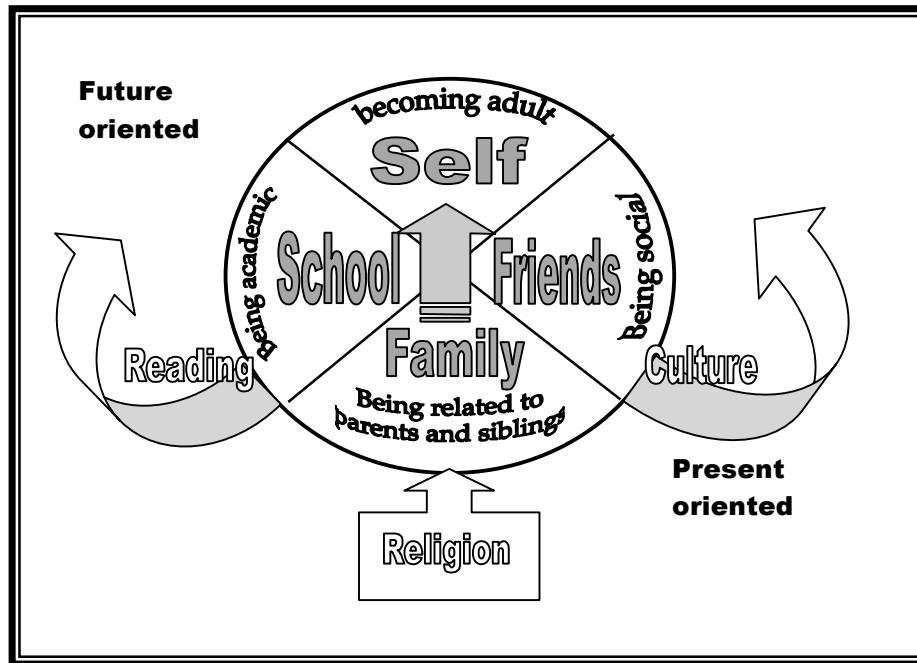 Future
oriented
becoming adult
Self
Being academic
School
Friends
Being social
Family
Reading
Culture
Being related to
parents and siblings
Present
oriented
Religion